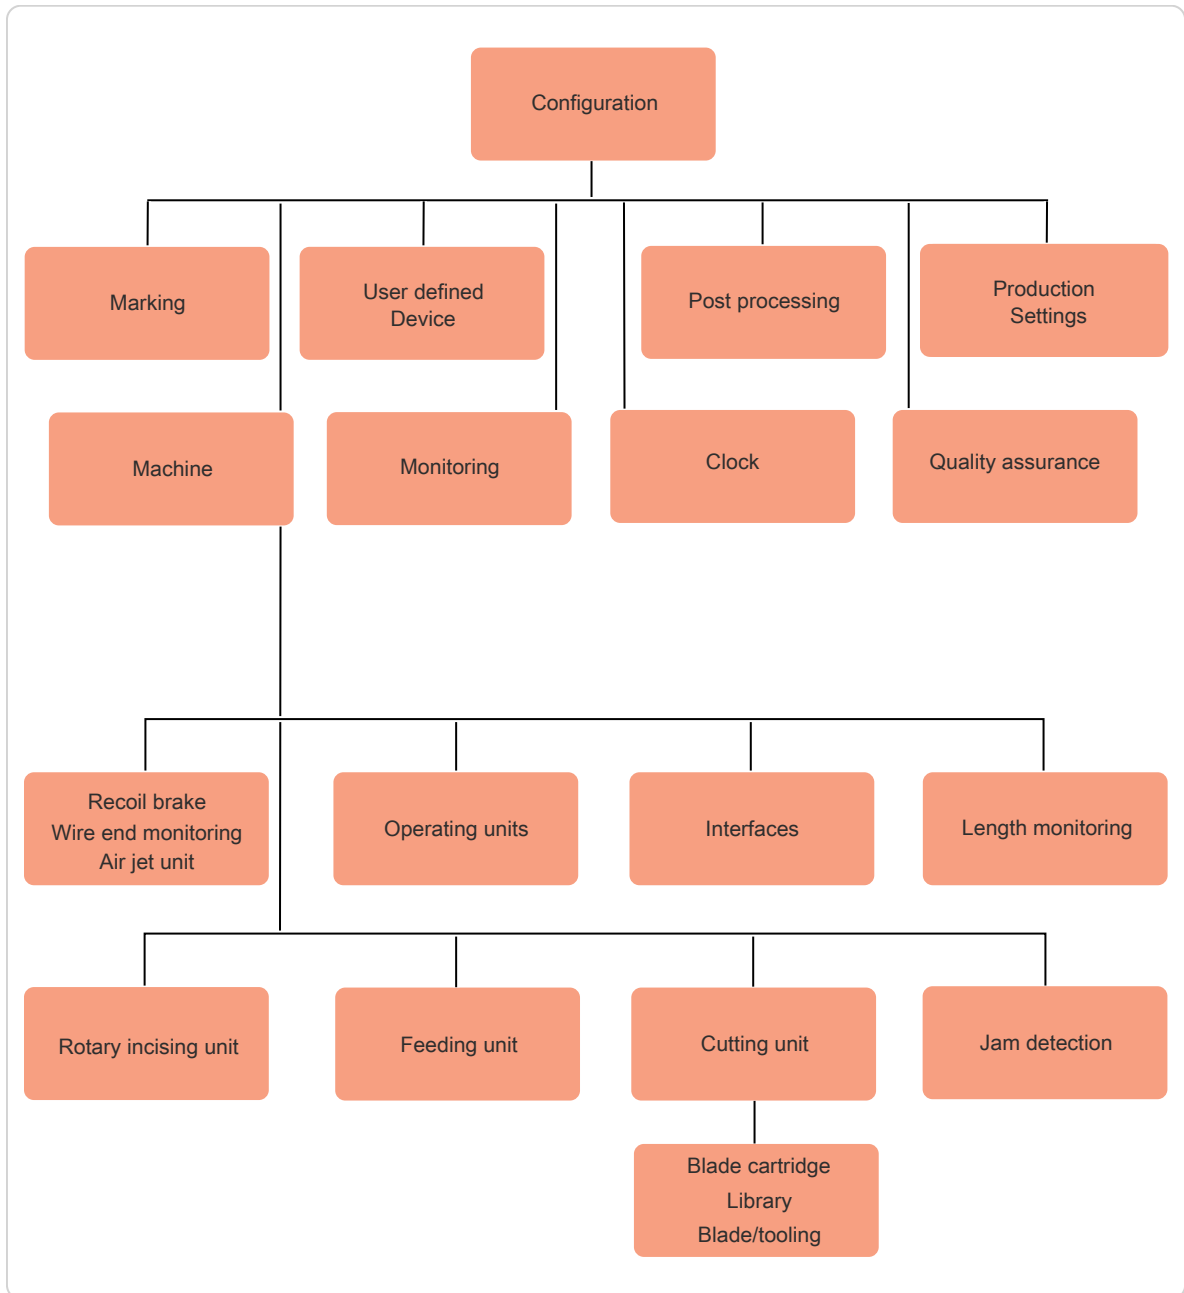 Configuration
Marking
User defined
Device
Post processing
Production
Settings
Machine
Monitoring
Clock
Quality assurance
Recoil brake
Wire end monitoring
Air jet unit
Operating units
Interfaces
Length monitoring
Rotary incising unit
Feeding unit
Cutting unit
Jam detection
Blade cartridge
Library
Blade/tooling